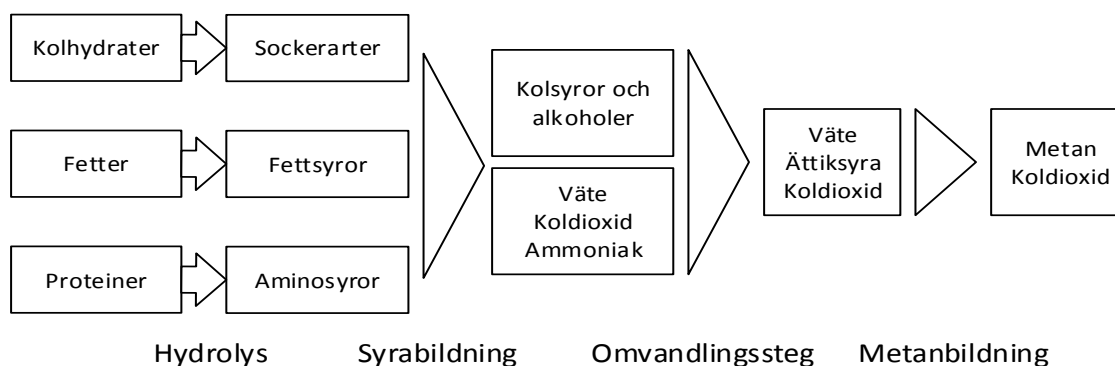 Kolhydrater
Sockerarter
Fetter
Fettsyror
Proteiner
Aminosyror
Kolsyror och
alkoholer
Väte
Koldioxid
Ammoniak
Väte
Ättiksyra
Koldioxid
Metan
Koldioxid
Hydrolys
Syrabildning
Omvandlingssteg
Metanbildning